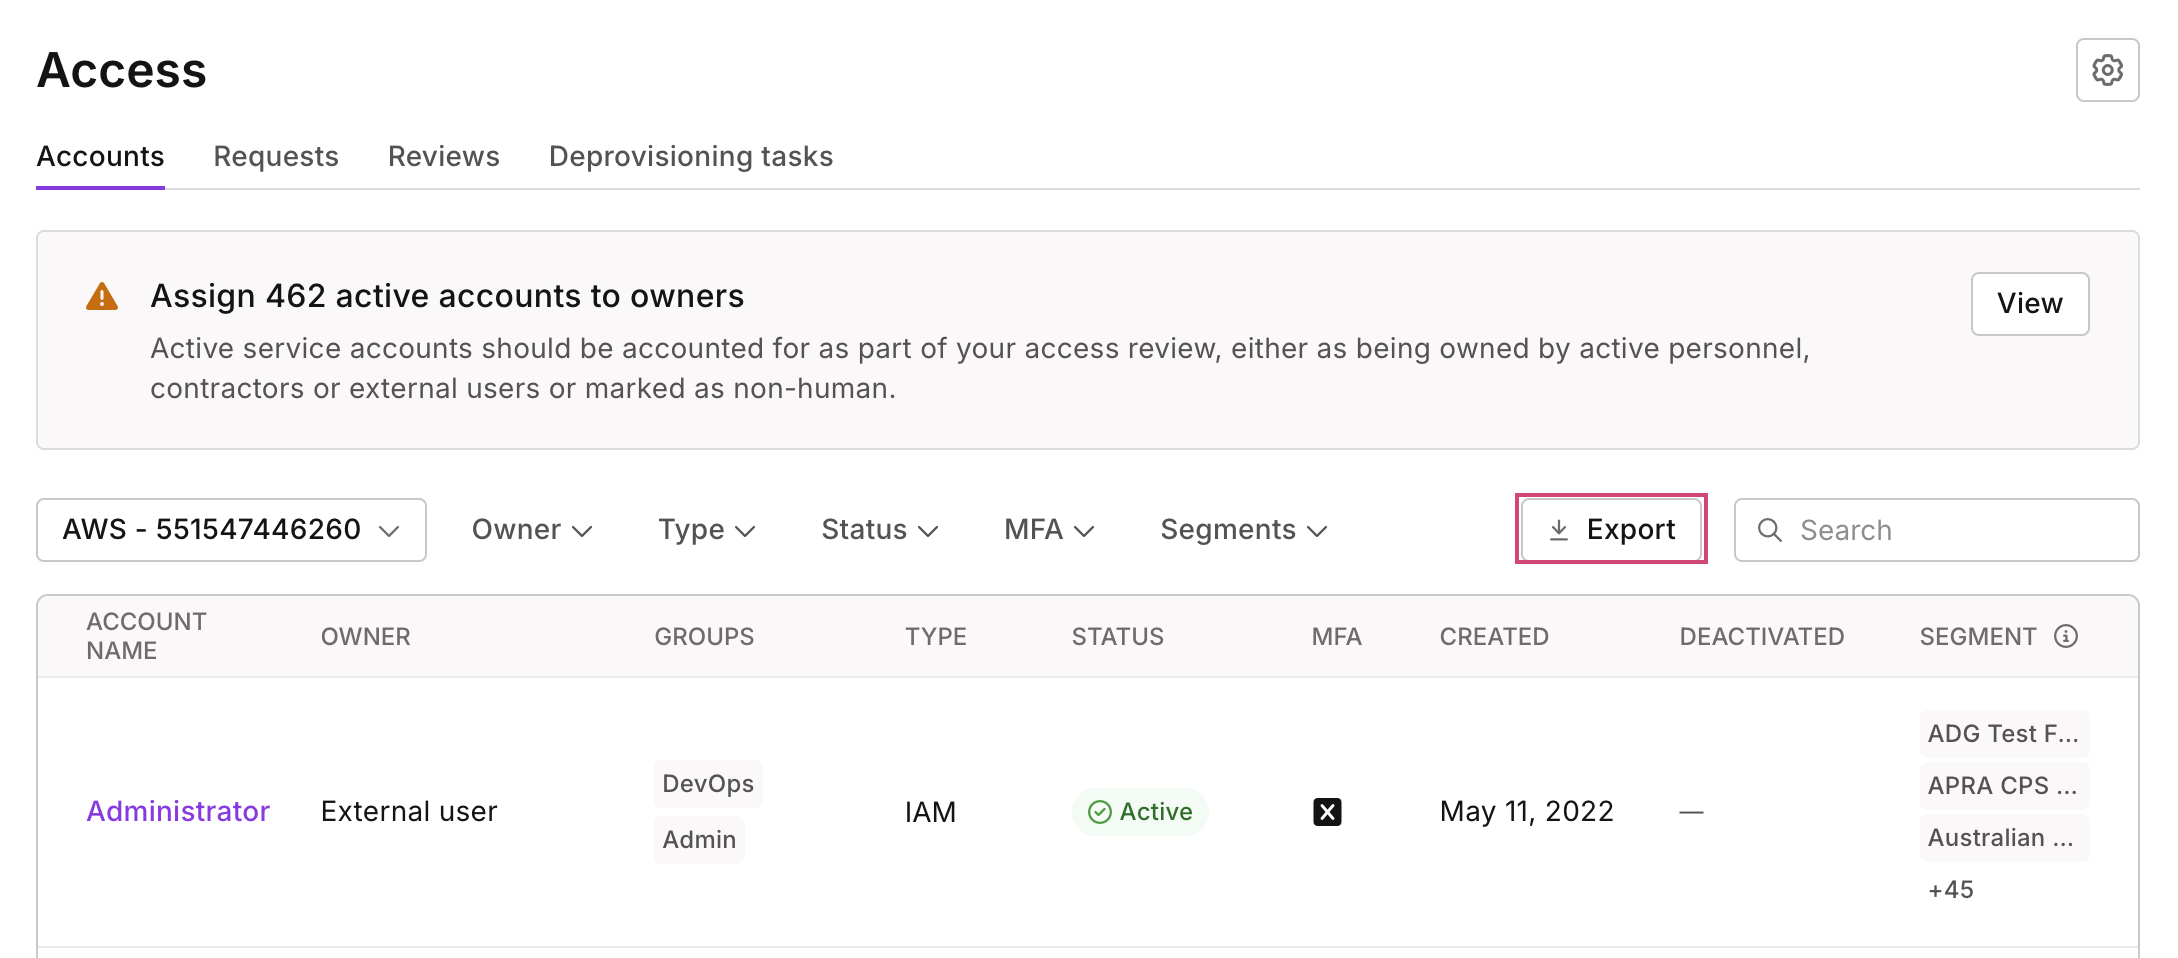 Access
Accounts Requests Reviews Deprovisioning tasks
Assign 462 active accounts to owners
View
Active service accounts should be accounted for as part of your access review, either as being owned by active personnel,
contractors or external users or marked as non-human.
AWS - 551547446260 Owner Type Status MFA Segments Export Search
ACCOUNT NAME OWNER GROUPS TYPE STATUS MFA CREATED DEACTIVATED SEGMENT
Administrator External user DevOps Admin IAM Active May 11, 2022 — ADG Test F...
APRA CPS ...
Australian ...
+45